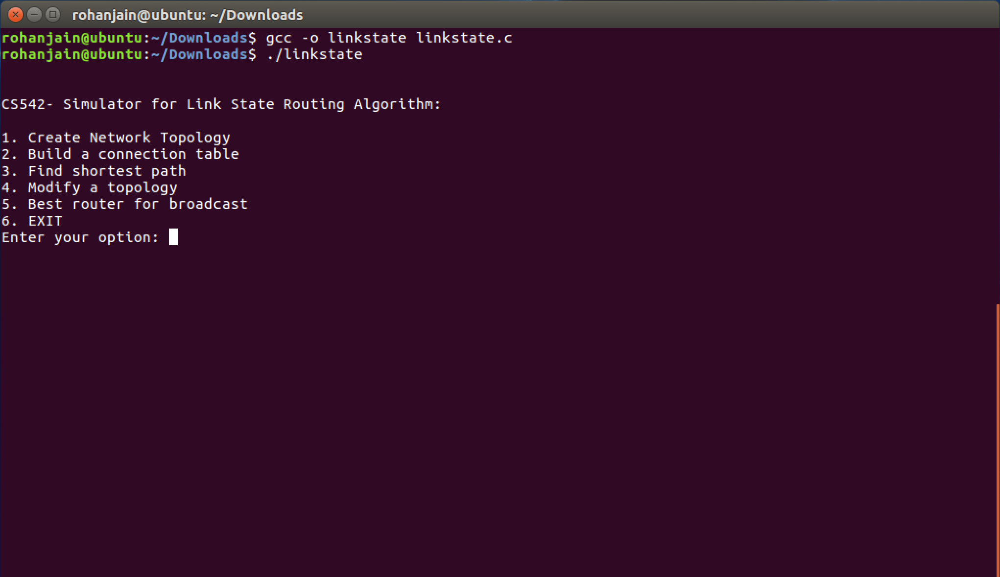 rohanjain@ubuntu: ~/Downloads
rohanjain@ubuntu:~/Downloads$ gcc -o linkstate linkstate.c
rohanjain@ubuntu:~/Downloads$ ./linkstate
CS542- Simulator for Link State Routing Algorithm:
1. Create Network Topology
2. Build a connection table
3. Find shortest path
4. Modify a topology
5. Best router for broadcast
6. EXIT
Enter your option: